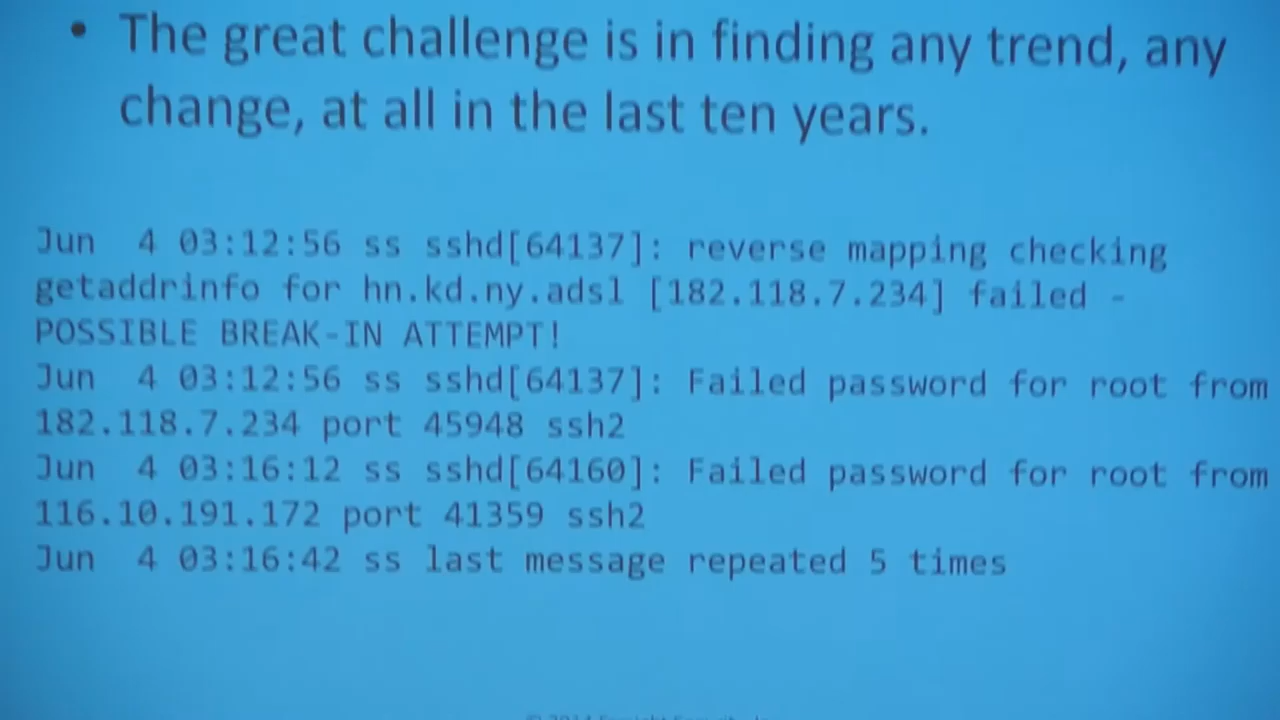 • The great challenge is in finding any trend, any
change, at all in the last ten years.
Jun  4 03:12:56 ss sshd[64137]: reverse mapping checking
getaddrinfo for hn.kd.ny.adsl [182.118.7.234] failed -
POSSIBLE BREAK-IN ATTEMPT!
Jun  4 03:12:56 ss sshd[64137]: Failed password for root from
182.118.7.234 port 45948 ssh2
Jun  4 03:16:12 ss sshd[64160]: Failed password for root from
116.10.191.172 port 41359 ssh2
Jun  4 03:16:42 ss last message repeated 5 times